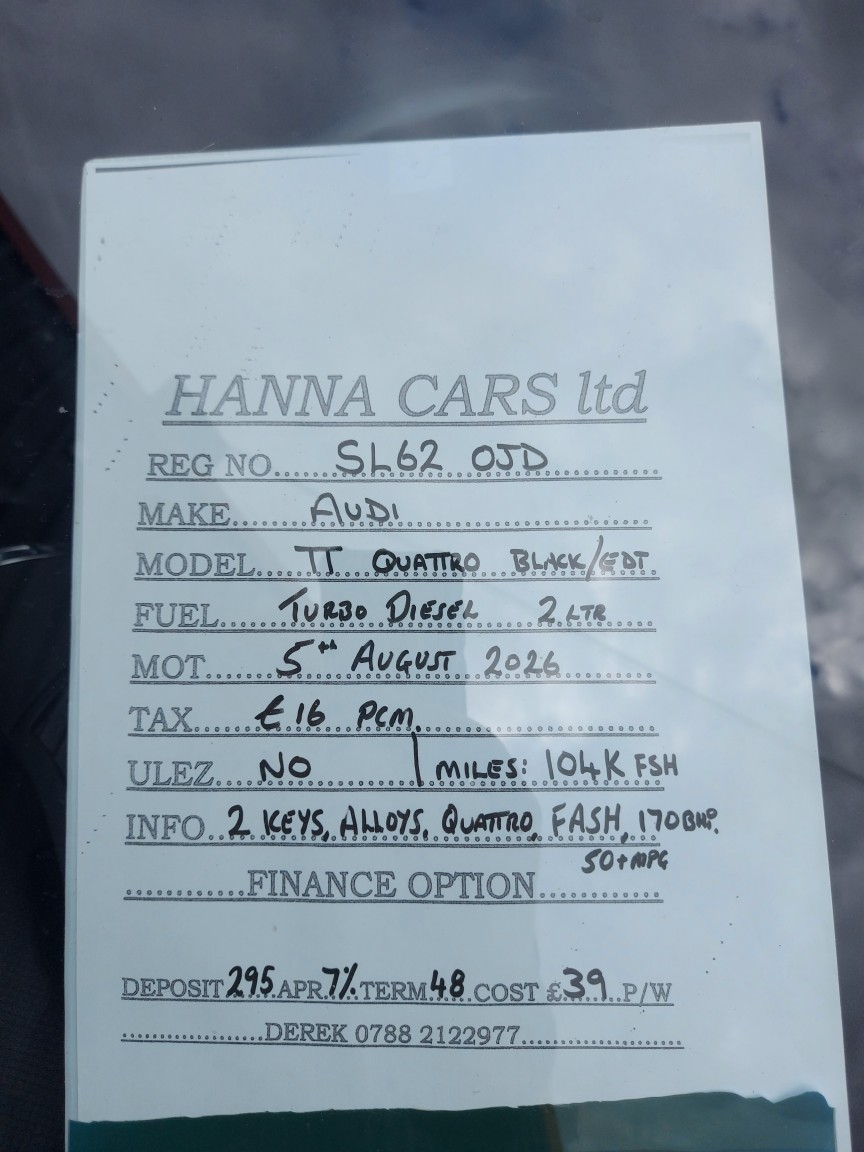 HANNA CARS ltd
REG NO......SL62 OJD
MAKE......AUDI
MODEL....TT QUATTRO BLACK/EDT
FUEL......TURBO DIESEL 2 LTR
MOT......5th AUGUST 2026
TAX......£16 PCM.
ULEZ....NO | MILES: 104K FSH
INFO..2 KEYS, ALLOYS, QUATTRO, FASH, 170BHP.
50+MPG
............FINANCE OPTION............
DEPOSIT 295 APR 7% TERM 48 COST £39 P/W
..................DEREK 0788 2122977..................